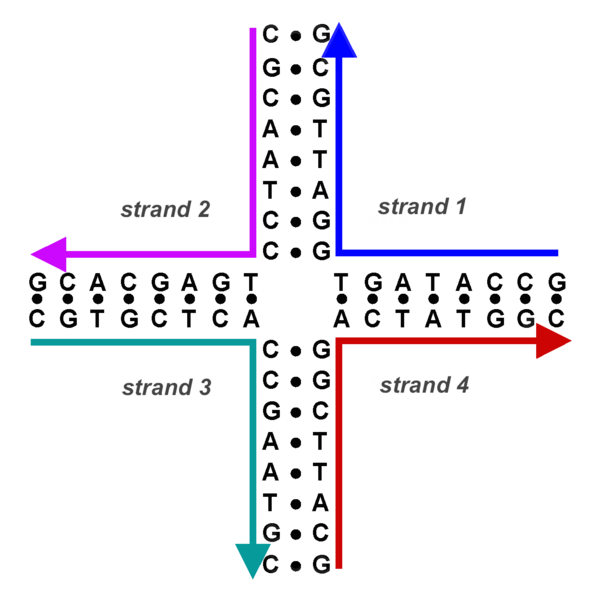 C ● G
G ● C
C ● G
A ● T
A ● T
T ● A
strand 2 strand 1
C ● G
C ● G
G C A C G A G T T G A T A C C G
● ● ● ● ● ● ● ● ● ● ● ● ● ● ● ●
C G T G C T C A A C T A T G G C
C ● G
strand 3 strand 4
C ● G
G ● C
A ● T
A ● T
T ● A
G ● C
C ● G